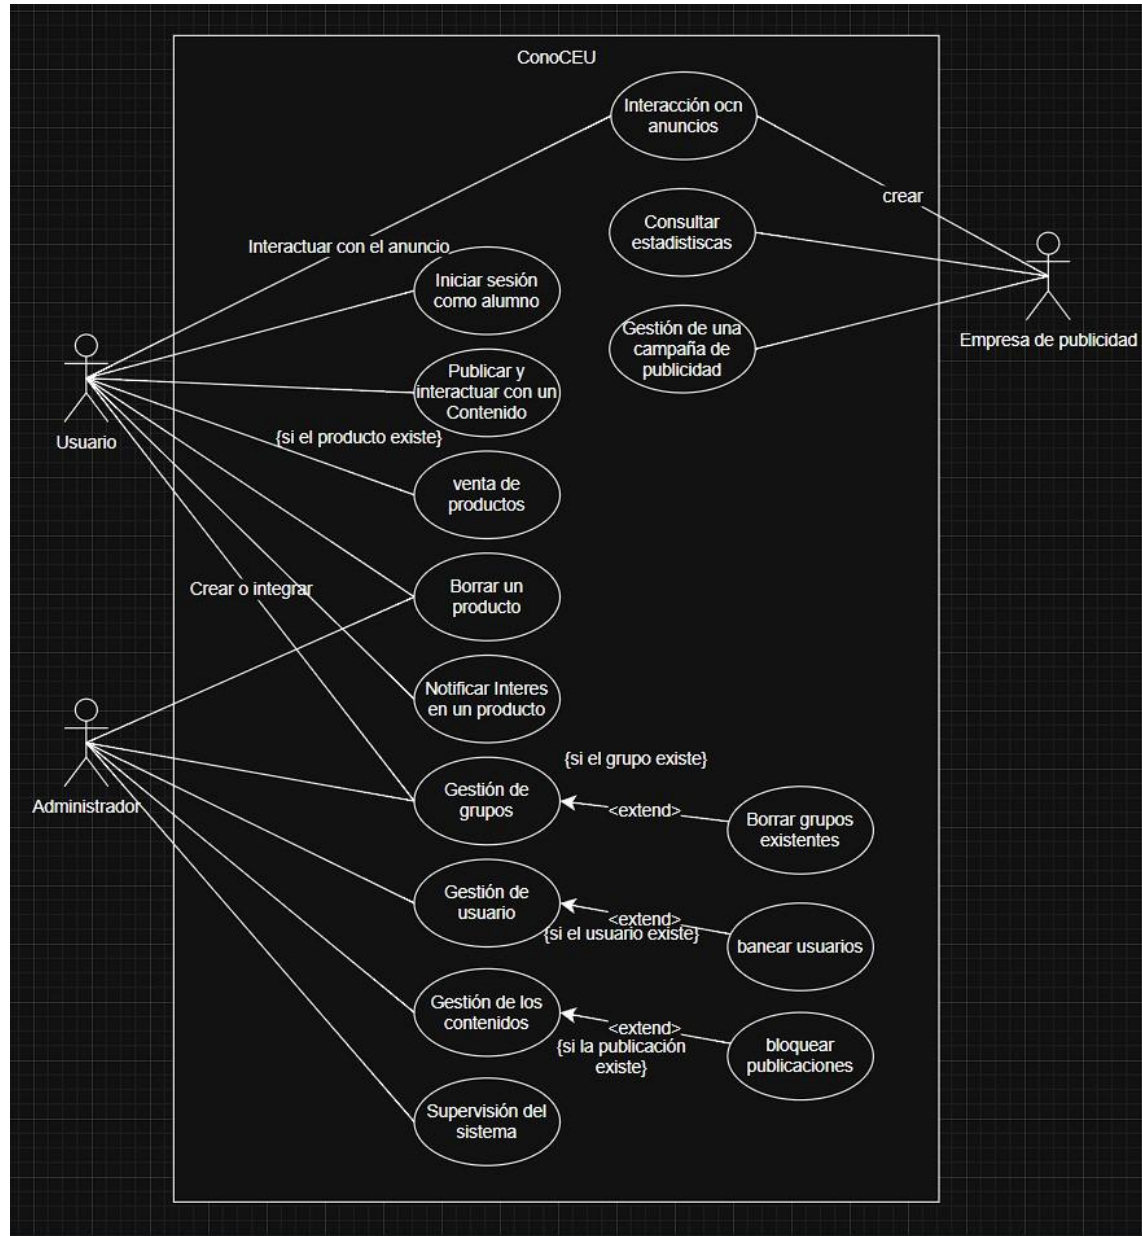 ConoCEU
Interacción ocn
anuncios
crear
Consultar
estadistiscas
Interactuar con el anuncio
Iniciar sesión
como alumno
Gestión de una
campaña de
publicidad
Empresa de publicidad
Publicar y
interactuar con un
Contenido
Usuario
{si el producto existe}
venta de
productos
Crear o integrar
Borrar un
producto
Notificar Interes
en un producto
Administrador
{si el grupo existe}
Gestión de
grupos
<extend>
Borrar grupos
existentes
Gestión de
usuario
<extend>
{si el usuario existe}
banear usuarios
Gestión de los
contenidos
<extend>
{si la publicación
existe}
bloquear
publicaciones
Supervisión del
sistema